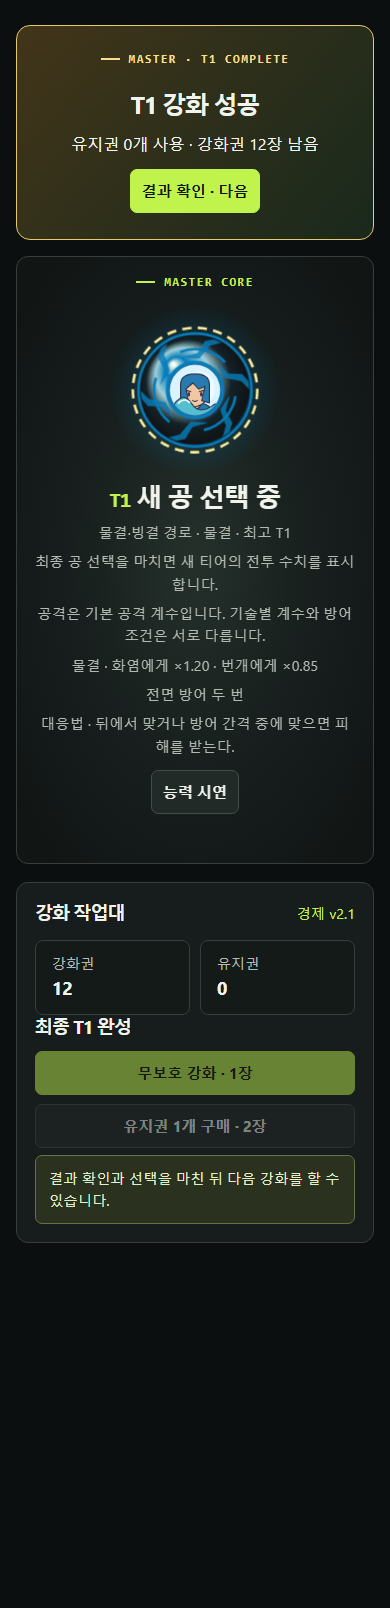 MASTER · T1 COMPLETE
T1 강화 성공
유지권 0개 사용 · 강화권 12장 남음
결과 확인 · 다음
MASTER CORE
T1 새 공 선택 중
물결·빙결 경로 · 물결 · 최고 T1
최종 공 선택을 마치면 새 티어의 전투 수치를 표시
합니다.
공격은 기본 공격 계수입니다. 기술별 계수와 방어
조건은 서로 다릅니다.
물결 · 화염에게 ×1.20 · 번개에게 ×0.85
전면 방어 두 번
대응법 · 뒤에서 맞거나 방어 간격 중에 맞으면 피
해를 받는다.
능력 시연
강화 작업대
경제 v2.1
강화권
유지권
12
0
최종 T1 완성
무보호 강화 · 1장
유지권 1개 구매 · 2장
결과 확인과 선택을 마친 뒤 다음 강화를 할 수
있습니다.